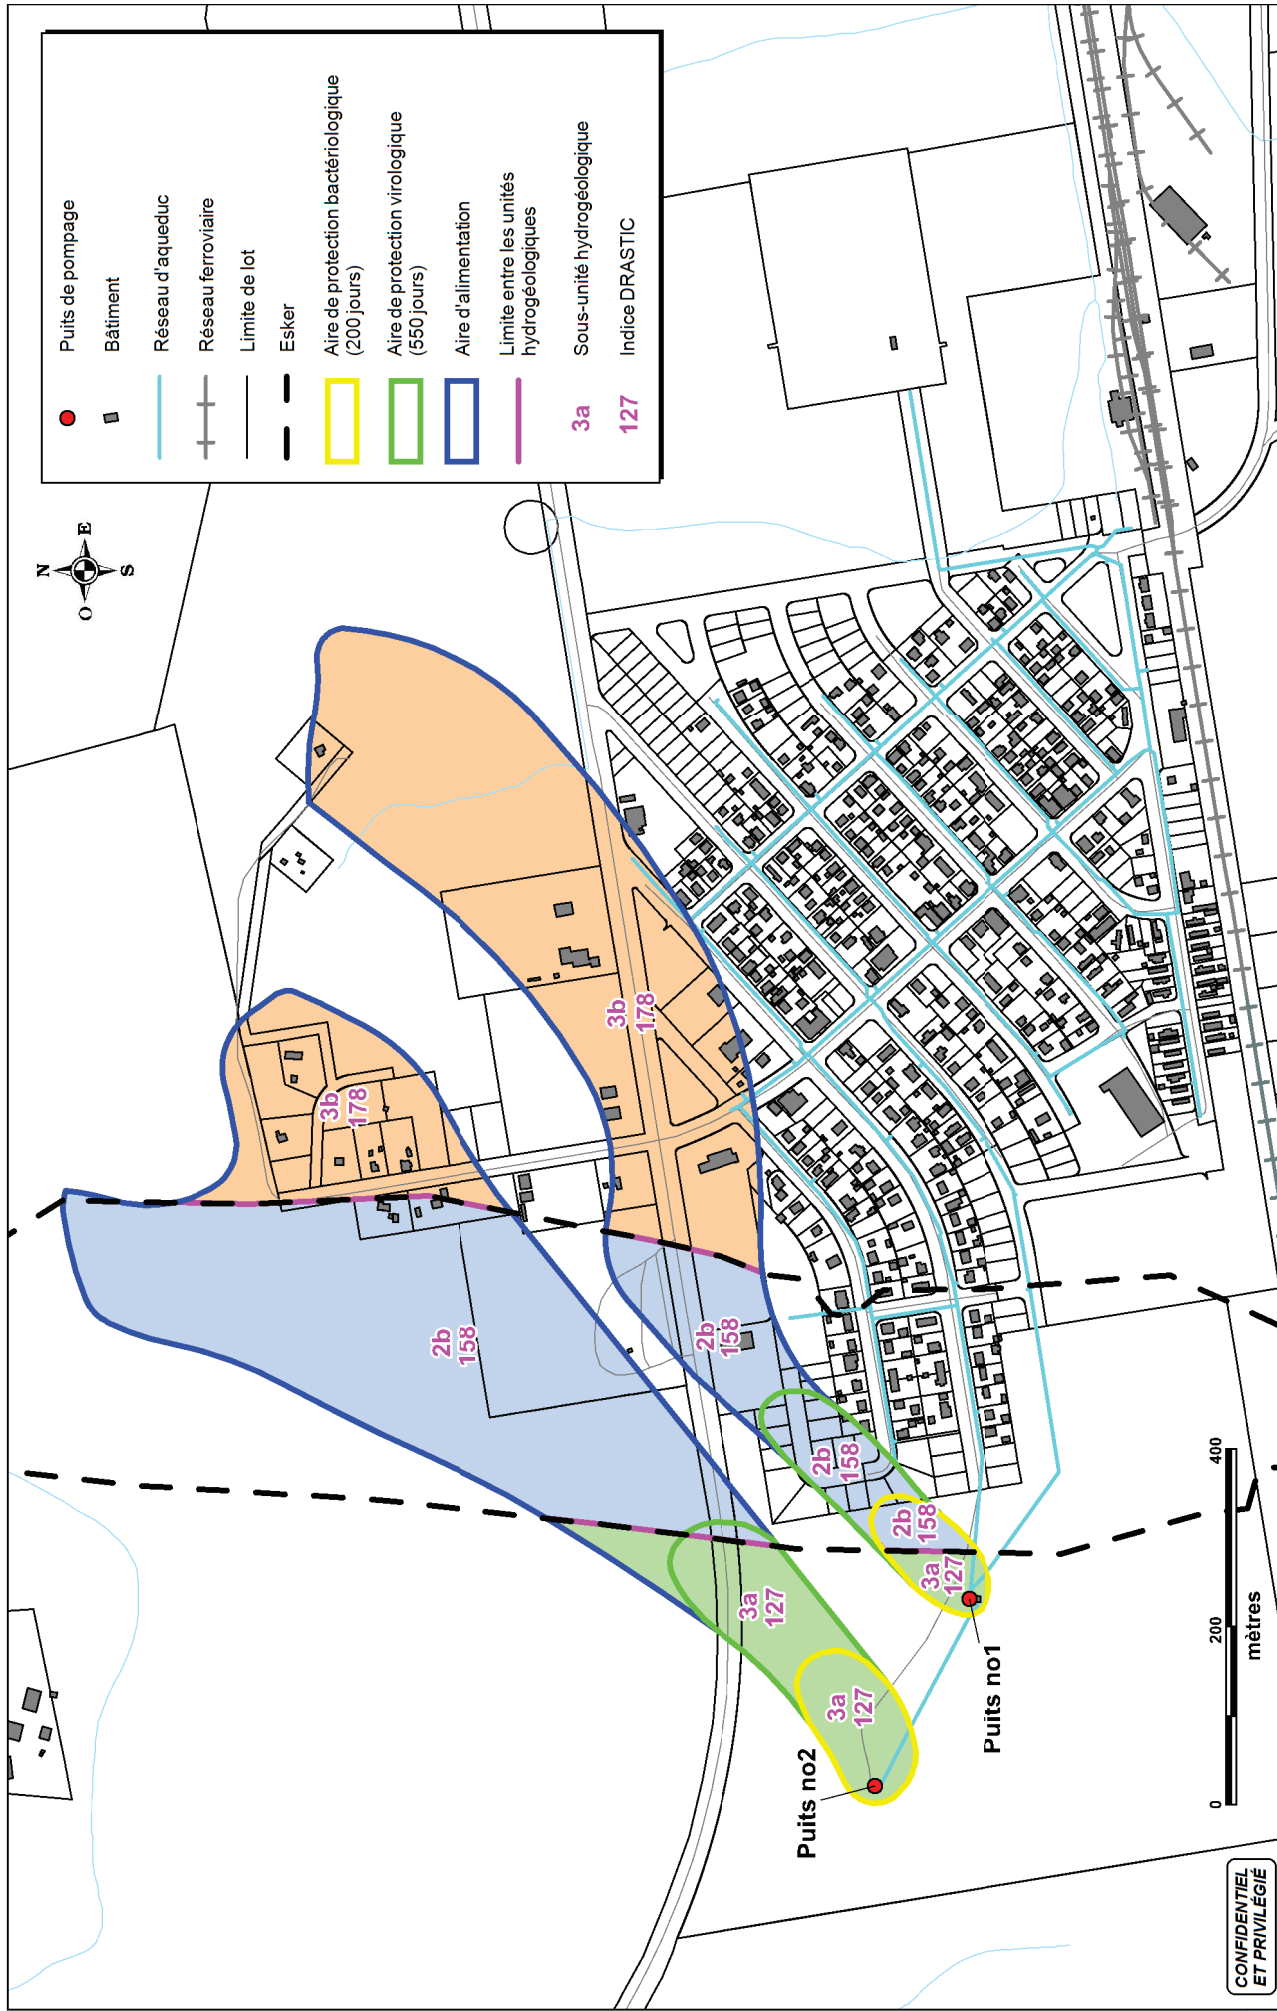 N
O
E
S
Puits de pompage
Bâtiment
Réseau d'aqueduc
Réseau ferroviaire
Limite de lot
Esker
Aire de protection bactériologique
(200 jours)
Aire de protection virologique
(550 jours)
Aire d'alimentation
Limite entre les unités
hydrogéologiques
3a
Sous-unité hydrogéologique
127
Indice DRASTIC
3b
178
2b
158
3b
178
2b
158
3a
127
2b
158
2b
158
3a
127
3a
127
Puits no2
Puits no1
0
200
400
mètres
CONFIDENTIEL
ET PRIVILÉGIÉ